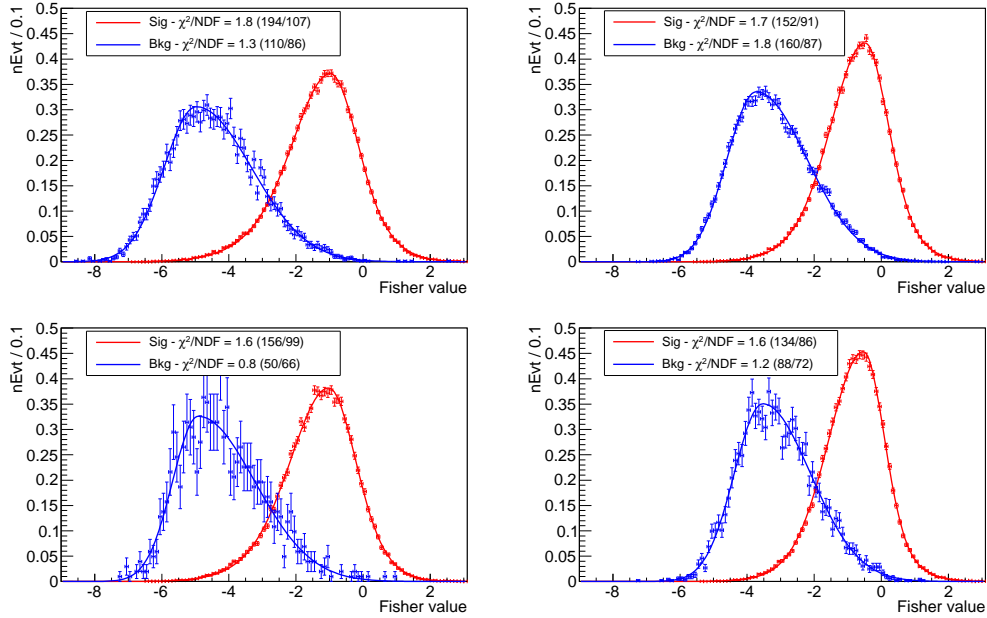 nEvt / 0.1
0.5
0.45
0.4
0.35
0.3
0.25
0.2
0.15
0.1
0.05
0
Sig - χ²/NDF = 1.8 (194/107)
Bkg - χ²/NDF = 1.3 (110/86)
-8 -6 -4 -2 0 2
Fisher value
nEvt / 0.1
0.5
0.45
0.4
0.35
0.3
0.25
0.2
0.15
0.1
0.05
0
Sig - χ²/NDF = 1.7 (152/91)
Bkg - χ²/NDF = 1.8 (160/87)
-8 -6 -4 -2 0 2
Fisher value
nEvt / 0.1
0.5
0.45
0.4
0.35
0.3
0.25
0.2
0.15
0.1
0.05
0
Sig - χ²/NDF = 1.6 (156/99)
Bkg - χ²/NDF = 0.8 (50/66)
-8 -6 -4 -2 0 2
Fisher value
nEvt / 0.1
0.5
0.45
0.4
0.35
0.3
0.25
0.2
0.15
0.1
0.05
0
Sig - χ²/NDF = 1.6 (134/86)
Bkg - χ²/NDF = 1.2 (88/72)
-8 -6 -4 -2 0 2
Fisher value